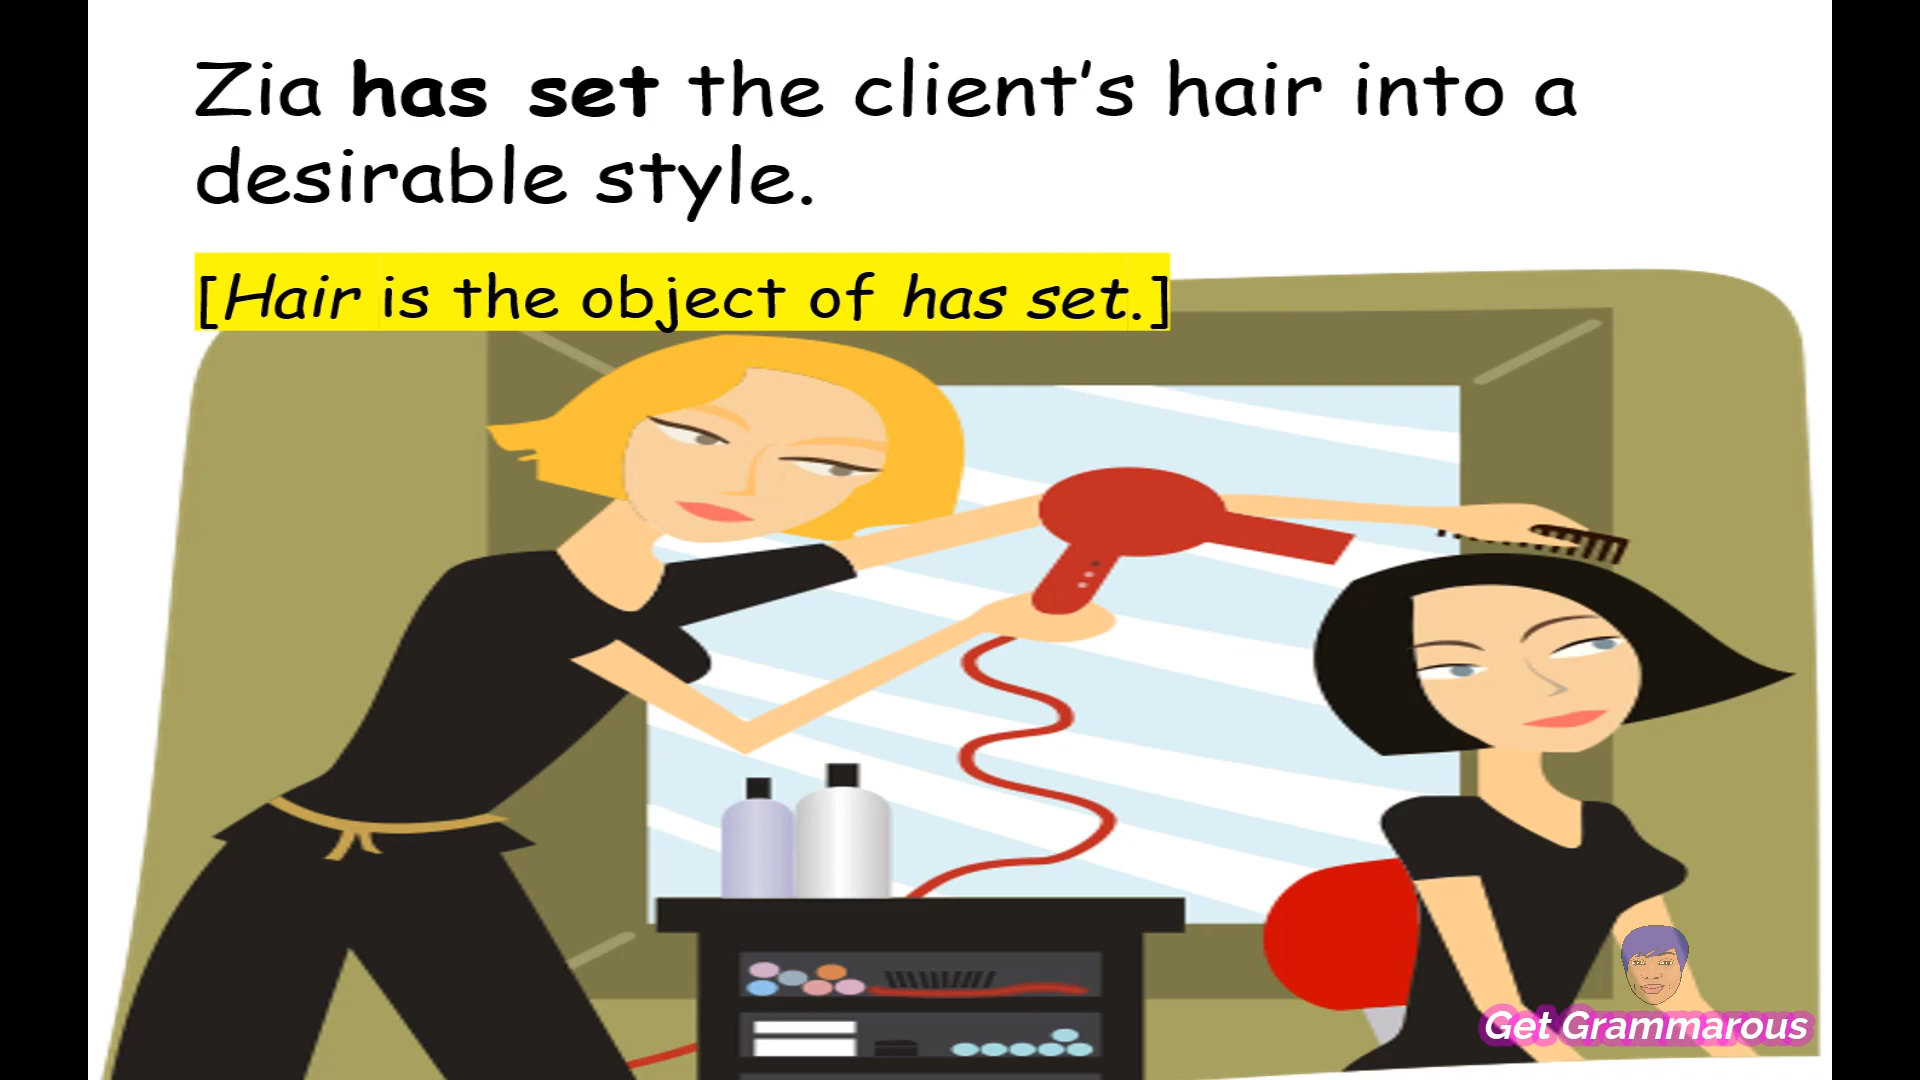 Zia has set the client's hair into a
desirable style.
[Hair is the object of has set.]
Get Grammarous